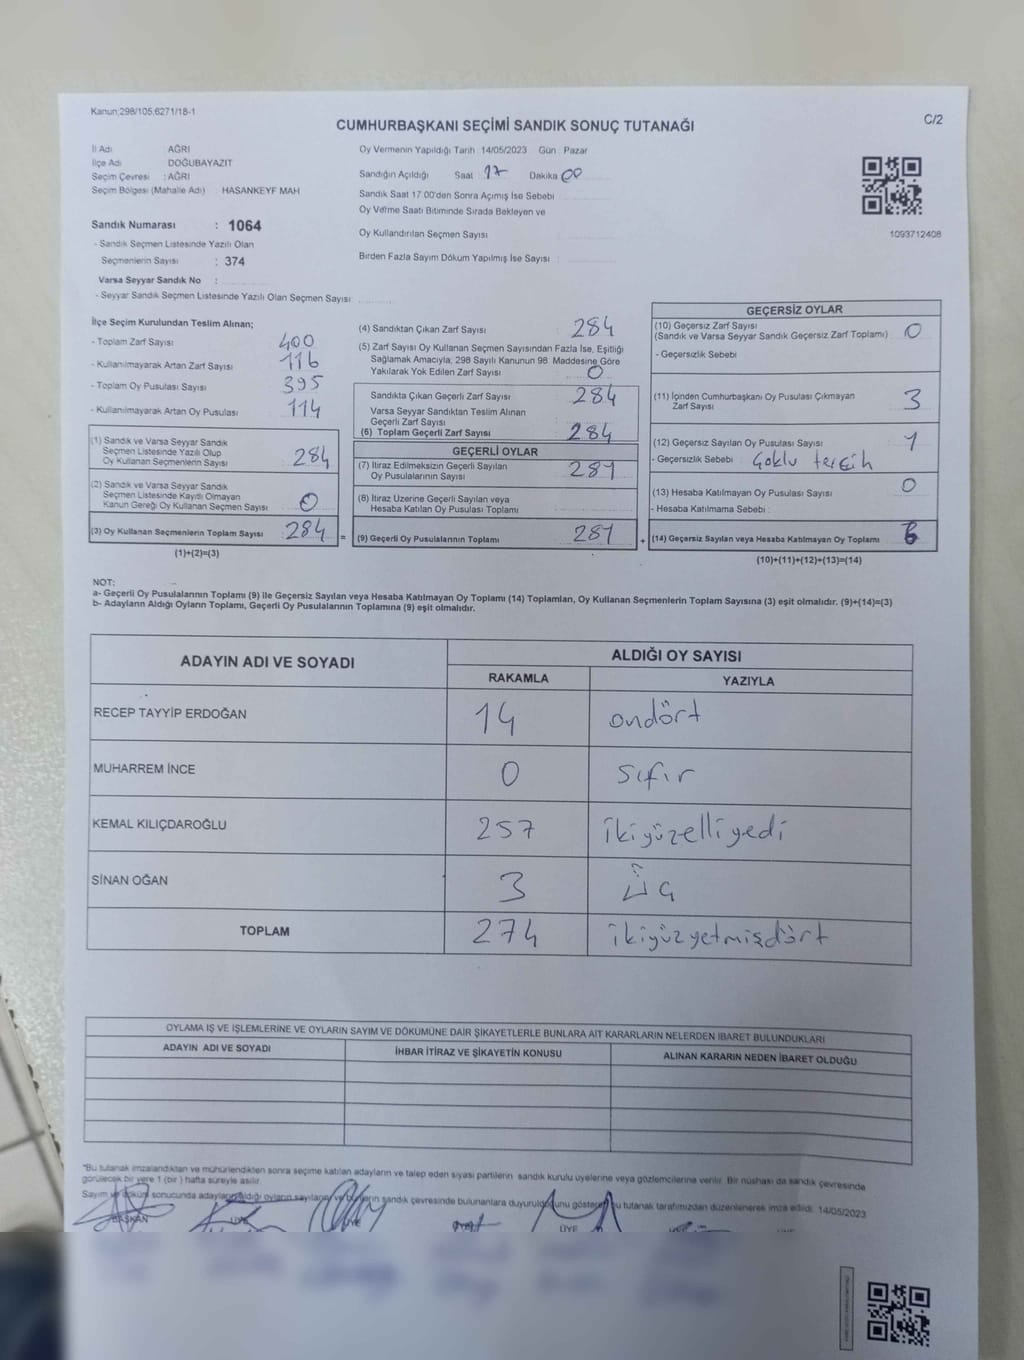 Kanun;298/105,6271/18-1
C/2
CUMHURBAŞKANI SEÇİMİ SANDIK SONUÇ TUTANAĞI
İl Adı AĞRI
İlçe Adı DOĞUBAYAZIT
Seçim Çevresi : AĞRI
Seçim Bölgesi (Mahalle Adı) : HASANKEYF MAH
Oy Vermenin Yapıldığı Tarih 14/05/2023 Gün Pazar
Sandığın Açıldığı Saat 17 Dakika 00
Sandık Saat 17.00'den Sonra Açımış İse Sebebi
Oy Verme Saati Bitiminde Sırada Bekleyen ve
Oy Kullandırılan Seçmen Sayısı
Birden Fazla Sayım Döküm Yapılmış İse Sayısı
1093712408
Sandık Numarası : 1064
- Sandık Seçmen Listesinde Yazılı Olan
Seçmenlerin Sayısı : 374
Varsa Seyyar Sandık No :
- Seyyar Sandık Seçmen Listesinde Yazılı Olan Seçmen Sayısı
İlçe Seçim Kurulundan Teslim Alınan;
- Toplam Zarf Sayısı 400
- Kullanılmayarak Artan Zarf Sayısı 116
- Toplam Oy Pusulası Sayısı 395
- Kullanılmayarak Artan Oy Pusulası 114
(1) Sandık ve Varsa Seyyar Sandık
Seçmen Listesinde Yazılı Olup
Oy Kullanan Seçmenlerin Sayısı 284
(2) Sandık ve Varsa Seyyar Sandık
Seçmen Listesinde Kayıtlı Olmayan
Kanun Gereği Oy Kullanan Seçmen Sayısı 0
(3) Oy Kullanan Seçmenlerin Toplam Sayısı 284 =
(1)+(2)=(3)
(4) Sandıktan Çıkan Zarf Sayısı 284
(5) Zarf Sayısı Oy Kullanan Seçmen Sayısından Fazla İse, Eşitliği
Sağlamak Amacıyla, 298 Sayılı Kanunun 98. Maddesine Göre
Yakılarak Yok Edilen Zarf Sayısı 0
Sandıkta Çıkan Geçerli Zarf Sayısı 284
Varsa Seyyar Sandıktan Teslim Alınan
Geçerli Zarf Sayısı
(6) Toplam Geçerli Zarf Sayısı 284
GEÇERLİ OYLAR
(7) İtiraz Edilmeksizin Geçerli Sayılan
Oy Pusulalarının Sayısı 281
(8) İtiraz Üzerine Geçerli Sayılan veya
Hesaba Katılan Oy Pusulası Toplamı
(9) Geçerli Oy Pusulalarının Toplamı 281 +
GEÇERSİZ OYLAR
(10) Geçersiz Zarf Sayısı
(Sandık ve Varsa Seyyar Sandık Geçersiz Zarf Toplamı) 0
- Geçersizlik Sebebi
(11) İçinden Cumhurbaşkanı Oy Pusulası Çıkmayan
Zarf Sayısı 3
(12) Geçersiz Sayılan Oy Pusulası Sayısı 7
- Geçersizlik Sebebi : Çoklu tercih
(13) Hesaba Katılmayan Oy Pusulası Sayısı 0
- Hesaba Katılmama Sebebi :
(14) Geçersiz Sayılan veya Hesaba Katılmayan Oy Toplamı
(10)+(11)+(12)+(13)=(14)
NOT:
a- Geçerli Oy Pusulalarının Toplamı (9) ile Geçersiz Sayılan veya Hesaba Katılmayan Oy Toplamı (14) Toplamları, Oy Kullanan Seçmenlerin Toplam Sayısına (3) eşit olmalıdır. (9)+(14)=(3)
b- Adayların Aldığı Oyların Toplamı, Geçerli Oy Pusulalarının Toplamına (9) eşit olmalıdır.
ADAYIN ADI VE SOYADI ALDIĞI OY SAYISI
RAKAMLA YAZIYLA
RECEP TAYYİP ERDOĞAN 14 ondört
MUHARREM İNCE 0 sıfır
KEMAL KILIÇDAROĞLU 257 ikiyüzelliyedi
SİNAN OĞAN 3 üç
TOPLAM 274 ikiyüzyetmişdört
OYLAMA İŞ VE İŞLEMLERİNE VE OYLARIN SAYIM VE DÖKÜMÜNE DAİR ŞİKAYETLERLE BUNLARA AİT KARARLARIN NELERDEN İBARET BULUNDUKLARI
ADAYIN ADI VE SOYADI İHBAR İTİRAZ VE ŞİKAYETİN KONUSU ALINAN KARARIN NEDEN İBARET OLDUĞU
*Bu tutanak imzalandıktan ve mühürlendikten sonra seçime katılan adayların ve talep eden siyasi partilerin sandık kurulu üyelerine veya gözlemcilerine verilir. Bir nüshası da sandık çevresinde
görülecek bir yere 1 (bir ) hafta süreyle asılır.
Sayım ve döküm sonucunda adayların aldığı oyların sayılarını ve bunların sandık çevresinde bulunanlara duyurulduğunu gösteren bu tutanak tarafımızdan düzenlenerek imza edildi. 14/05/2023
BAŞKAN ÜYE ÜYE ÜYE